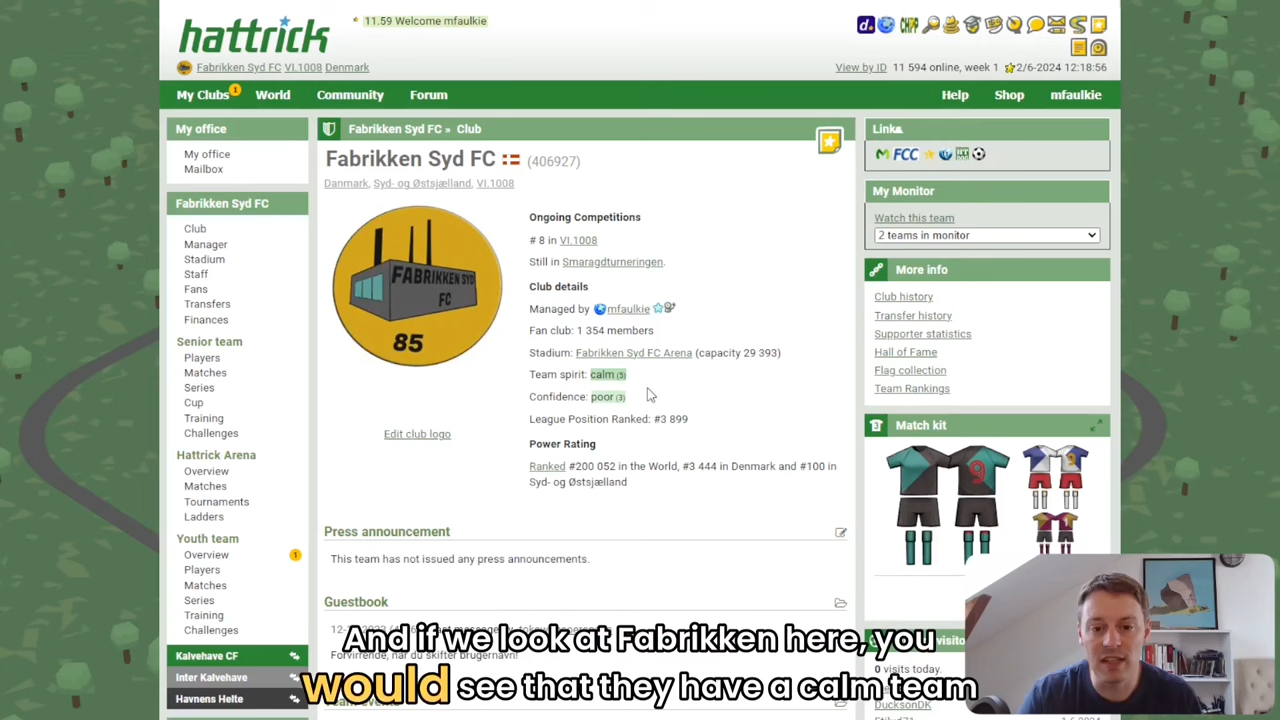 hattrick
11.59 Welcome mfaulkie
CHPP
Fabrikken Syd FC VI.1008 Denmark
View by ID 11 594 online, week 1 2/6-2024 12:18:56
My Clubs 1 World Community Forum
Help Shop mfaulkie
My office
My office
Mailbox
Fabrikken Syd FC
Club
Manager
Stadium
Staff
Fans
Transfers
Finances
Senior team
Players
Matches
Series
Cup
Training
Challenges
Hattrick Arena
Overview
Matches
Tournaments
Ladders
Youth team
Overview 1
Players
Matches
Series
Training
Challenges
Kalvehave CF
Inter Kalvehave
Havnens Helte
Fabrikken Syd FC » Club
Fabrikken Syd FC (406927)
Danmark, Syd- og Østsjælland, VI.1008
FABRIKKEN SYD
FC
85
Edit club logo
Ongoing Competitions
# 8 in VI.1008
Still in Smaragdturneringen.
Club details
Managed by mfaulkie
Fan club: 1 354 members
Stadium: Fabrikken Syd FC Arena (capacity 29 393)
Team spirit: calm (5)
Confidence: poor (3)
League Position Ranked: #3 899
Power Rating
Ranked #200 052 in the World, #3 444 in Denmark and #100 in
Syd- og Østsjælland
Press announcement
This team has not issued any press announcements.
Guestbook
Forvirrende, når du skifter brugernavn!
Links
FCC
My Monitor
Watch this team
2 teams in monitor
More info
Club history
Transfer history
Supporter statistics
Hall of Fame
Flag collection
Team Rankings
Match kit
9
0 visits today.
DucksonDK
And if we look at Fabrikken here, you
would see that they have a calm team